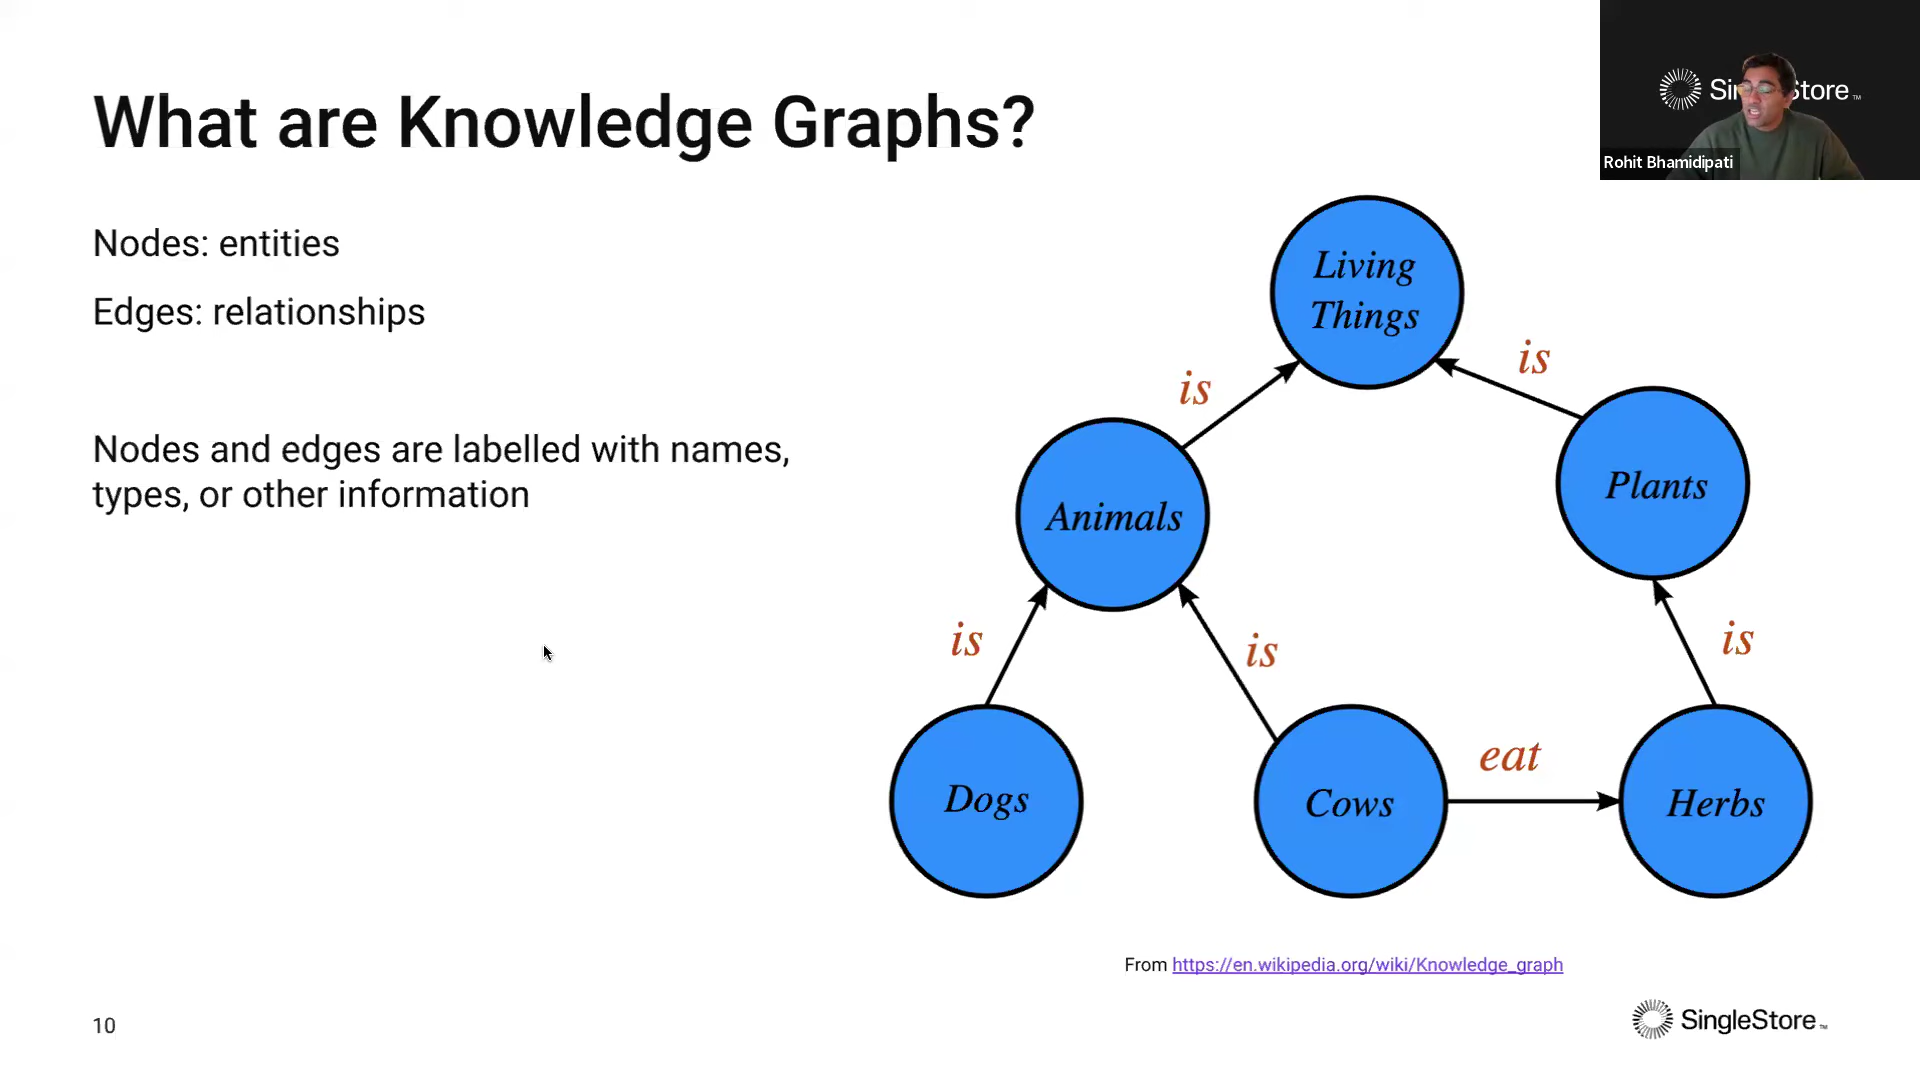 What are Knowledge Graphs?
Nodes: entities
Edges: relationships
Nodes and edges are labelled with names,
types, or other information
Rohit Bhamidipati
Living
Things
is
is
Animals
Plants
is
is
is
Dogs
Cows
eat
Herbs
From https://en.wikipedia.org/wiki/Knowledge_graph
10
SingleStore™